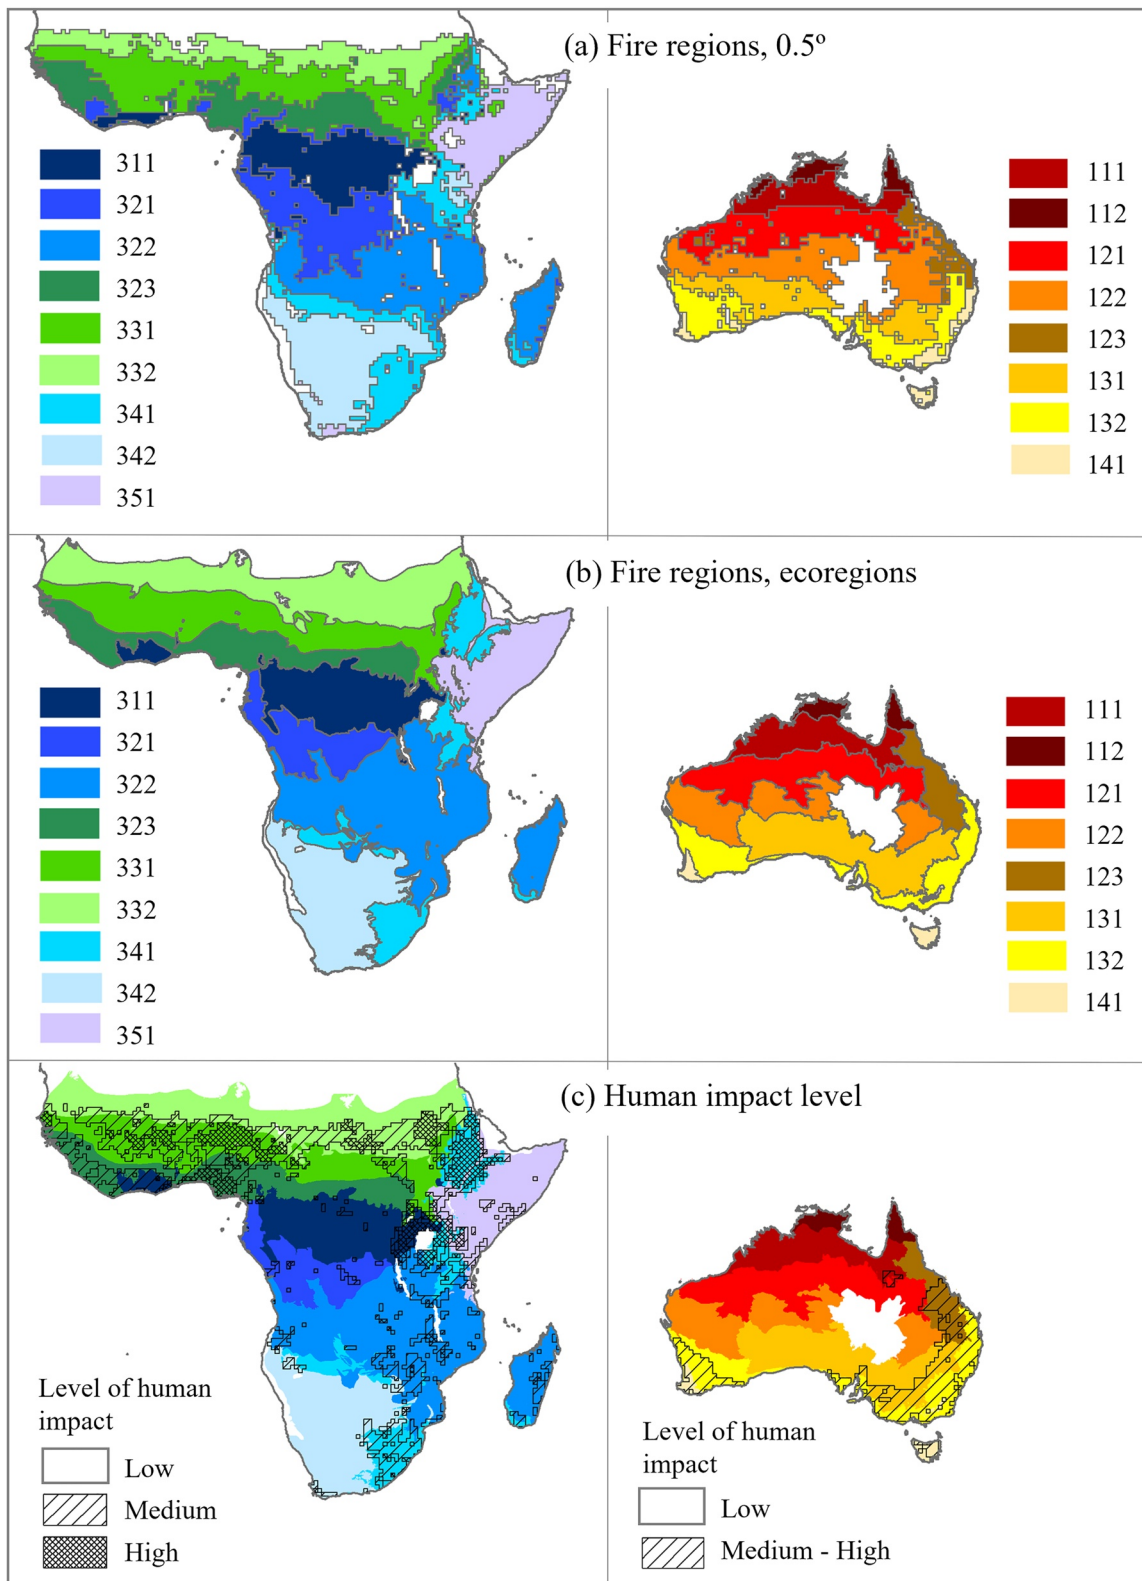 (a) Fire regions, 0.5º
311
321
322
323
331
332
341
342
351
111
112
121
122
123
131
132
141
(b) Fire regions, ecoregions
311
321
322
323
331
332
341
342
351
111
112
121
122
123
131
132
141
(c) Human impact level
Level of human
impact
Low
Medium
High
Level of human
impact
Low
Medium - High